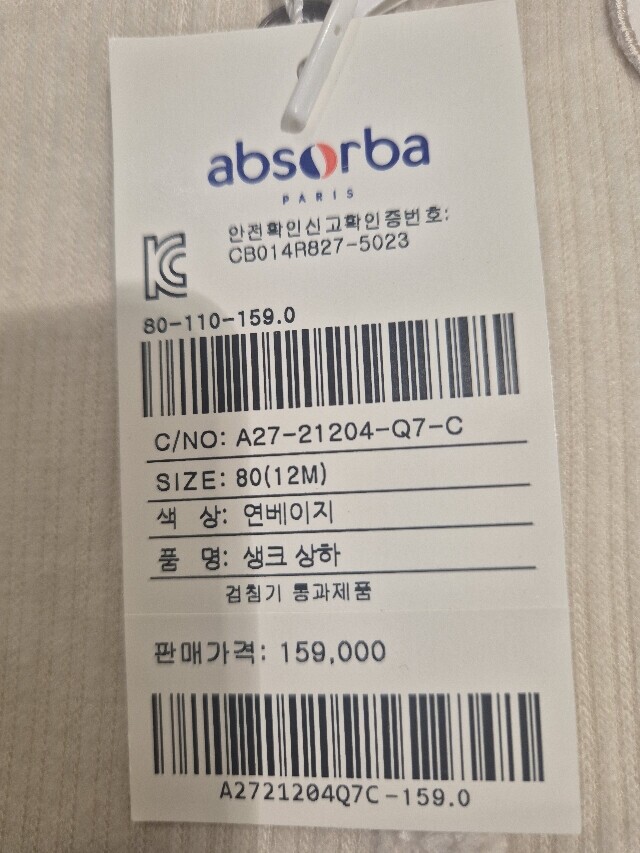 absorba
PARIS
안전확인신고확인증번호:
CB014R827-5023
80-110-159.0
C/NO: A27-21204-Q7-C
SIZE: 80(12M)
색 상: 연베이지
품 명: 생크 상하
검침기 통과제품
판매가격: 159,000
A2721204Q7C-159.0